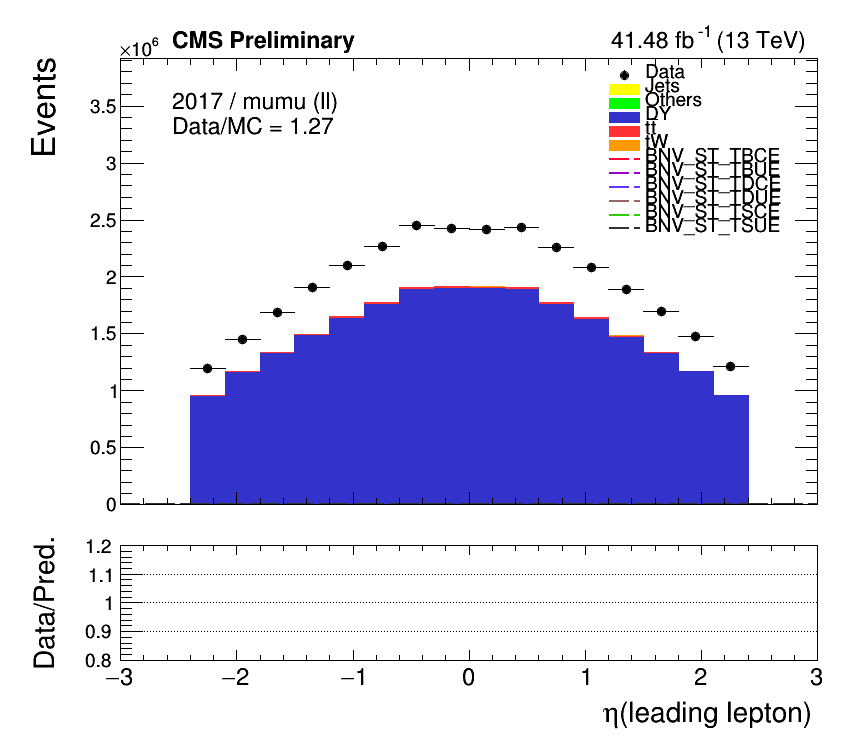 ×10⁶ CMS Preliminary 41.48 fb⁻¹ (13 TeV)
Events
2017 / mumu (ll)
Data/MC = 1.27
Data
Jets
Others
DY
tt
tW
BNV_ST_TBCE
BNV_ST_TBUE
BNV_ST_TDCE
BNV_ST_TDUE
BNV_ST_TSCE
BNV_ST_TSUE
3.5
3
2.5
2
1.5
1
0.5
0
Data/Pred.
1.2
1.1
1
0.9
0.8
−3 −2 −1 0 1 2 3
η(leading lepton)